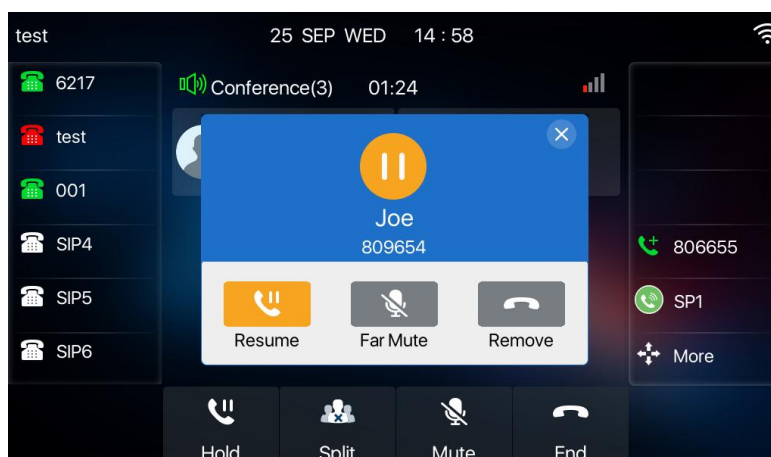 test 25 SEP WED 14 : 58
6217
test
001
SIP4
SIP5
SIP6
Conference(3) 01:24
Joe
809654
Resume Far Mute Remove
806655
SP1
More
Hold Split Mute End